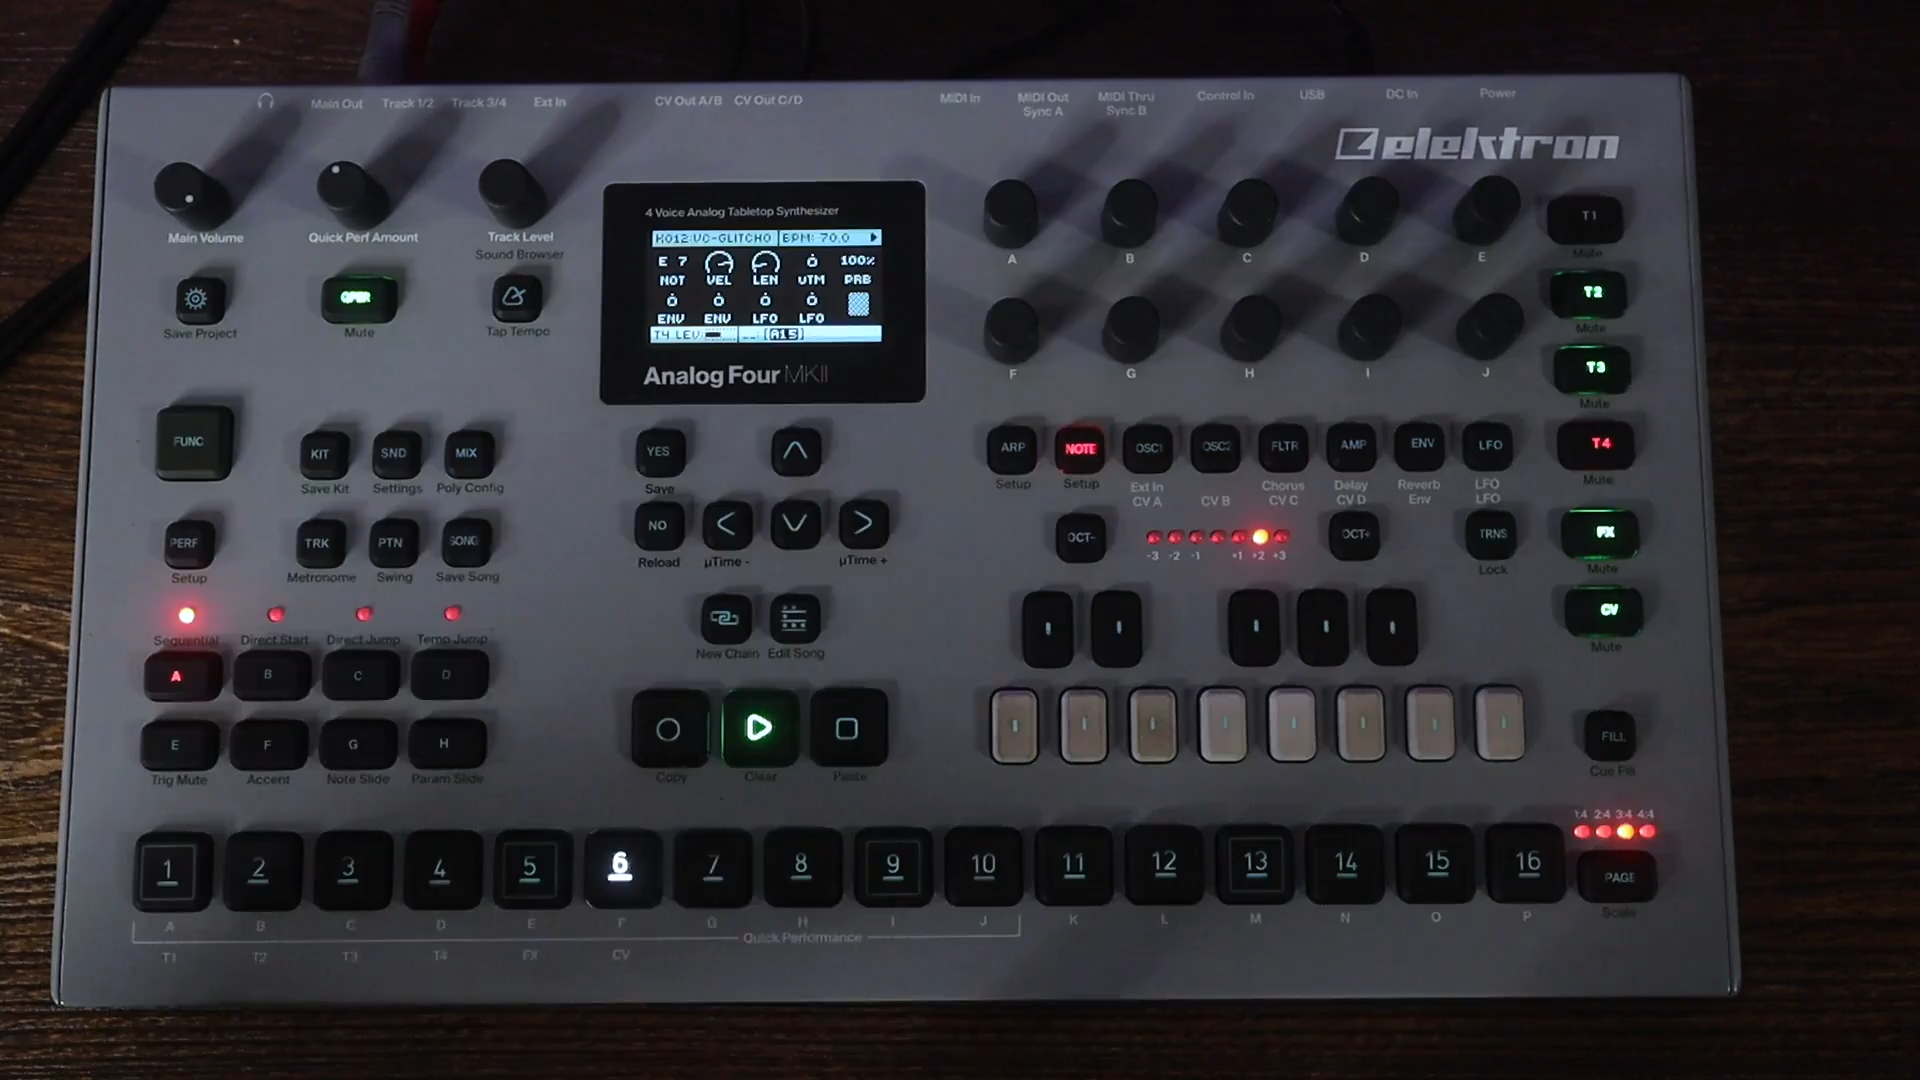 Main Out Track 1/2 Track 3/4 Ext In CV Out A/B CV Out C/D MIDI In MIDI Out MIDI Thru Control In USB DC In Power
Sync A Sync B
elektron
Main Volume Quick Perf Amount Track Level
Sound Browser
4 Voice Analog Tabletop Synthesizer
BPM: 70.0
E 7 100%
NOT VEL LEN µTM PRB
ENV ENV LFO LFO
T4 LEV [A15]
Analog Four MKII
A B C D E
F G H I J
QPER
Save Project Mute Tap Tempo
T1
Mute
T2
Mute
T3
Mute
T4
Mute
FX
Mute
CV
Mute
FUNC KIT SND MIX
Save Kit Settings Poly Config
PERF TRK PTN SONG
Setup Metronome Swing Save Song
YES
Save
NO
Reload µTime - µTime +
ARP NOTE OSC1 OSC2 FLTR AMP ENV LFO
Setup Setup Ext In Chorus Delay Reverb LFO
CV A CV B CV C CV D Env LFO
OCT- OCT+ TRNS
-3 -2 -1 +1 +2 +3 Lock
Sequential Direct Start Direct Jump Temp Jump
A B C D
E F G H
Trig Mute Accent Note Slide Param Slide
New Chain Edit Song
Copy Clear Paste
FILL
Cue Fill
1:4 2:4 3:4 4:4
PAGE
Scale
1 2 3 4 5 6 7 8 9 10 11 12 13 14 15 16
A B C D E F G H I J K L M N O P
Quick Performance
T1 T2 T3 T4 FX CV